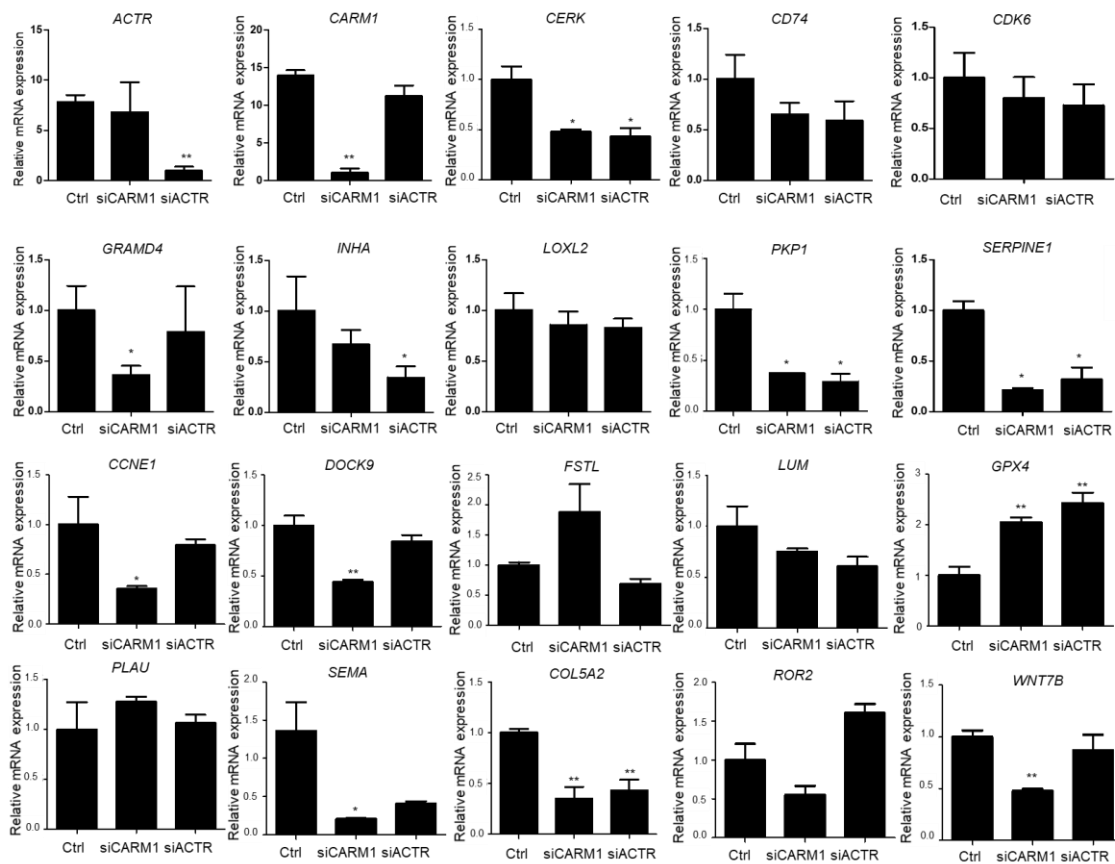 ACTR
Relative mRNA expression
15
10
5
0
**
Ctrl siCARM1 siACTR
CARM1
Relative mRNA expression
20
15
10
5
0
**
Ctrl siCARM1 siACTR
CERK
Relative mRNA expression
1.5
1.0
0.5
0.0
* *
Ctrl siCARM1 siACTR
CD74
Relative mRNA expression
1.5
1.0
0.5
0.0
Ctrl siCARM1 siACTR
CDK6
Relative mRNA expression
1.5
1.0
0.5
0.0
Ctrl siCARM1 siACTR
GRAMD4
Relative mRNA expression
1.5
1.0
0.5
0.0
*
Ctrl siCARM1 siACTR
INHA
Relative mRNA expression
1.5
1.0
0.5
0.0
*
Ctrl siCARM1 siACTR
LOXL2
Relative mRNA expression
1.5
1.0
0.5
0.0
Ctrl siCARM1 siACTR
PKP1
Relative mRNA expression
1.5
1.0
0.5
0.0
* *
Ctrl siCARM1 siACTR
SERPINE1
Relative mRNA expression
1.5
1.0
0.5
0.0
* *
Ctrl siCARM1 siACTR
CCNE1
Relative mRNA expression
1.5
1.0
0.5
0.0
*
Ctrl siCARM1 siACTR
DOCK9
Relative mRNA expression
1.5
1.0
0.5
0.0
**
Ctrl siCARM1 siACTR
FSTL
Relative mRNA expression
2.5
2.0
1.5
1.0
0.5
0.0
Ctrl siCARM1 siACTR
LUM
Relative mRNA expression
1.5
1.0
0.5
0.0
Ctrl siCARM1 siACTR
GPX4
Relative mRNA expression
3
2
1
0
** **
Ctrl siCARM1 siACTR
PLAU
Relative mRNA expression
1.5
1.0
0.5
0.0
Ctrl siCARM1 siACTR
SEMA
Relative mRNA expression
2.0
1.5
1.0
0.5
0.0
*
Ctrl siCARM1 siACTR
COL5A2
Relative mRNA expression
1.5
1.0
0.5
0.0
** **
Ctrl siCARM1 siACTR
ROR2
Relative mRNA expression
2.0
1.5
1.0
0.5
0.0
Ctrl siCARM1 siACTR
WNT7B
Relative mRNA expression
1.5
1.0
0.5
0.0
**
Ctrl siCARM1 siACTR